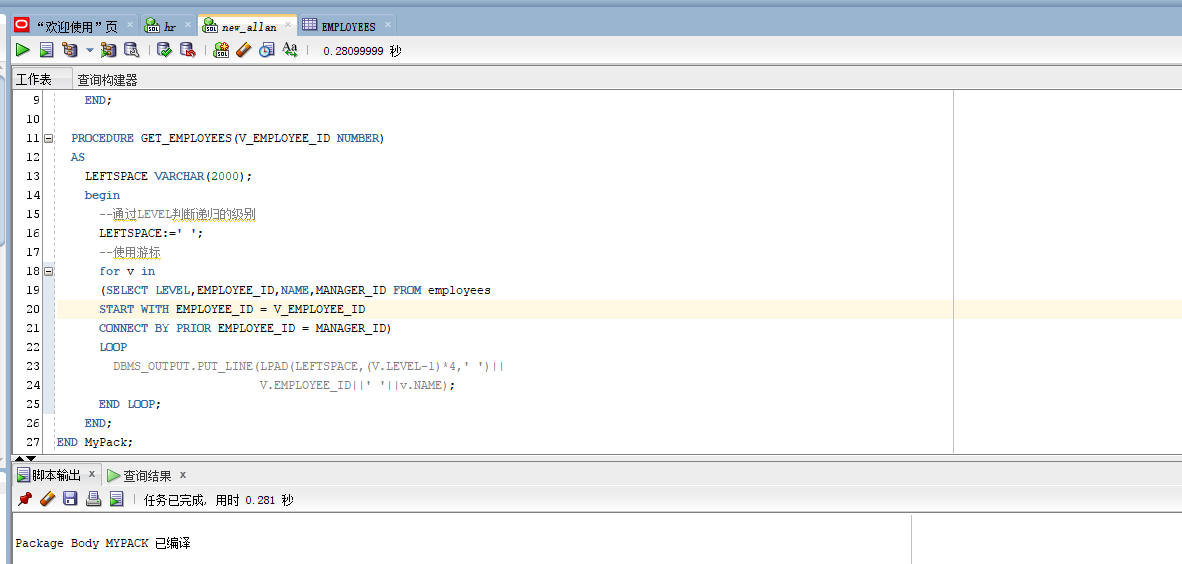 “欢迎使用”页 × hr × new_allan × EMPLOYEES ×
0.28099999 秒
工作表 查询构建器
9 END;
10
11 PROCEDURE GET_EMPLOYEES(V_EMPLOYEE_ID NUMBER)
12 AS
13 LEFTSPACE VARCHAR(2000);
14 begin
15 --通过LEVEL判断递归的级别
16 LEFTSPACE:=' ';
17 --使用游标
18 for v in
19 (SELECT LEVEL,EMPLOYEE_ID,NAME,MANAGER_ID FROM employees
20 START WITH EMPLOYEE_ID = V_EMPLOYEE_ID
21 CONNECT BY PRIOR EMPLOYEE_ID = MANAGER_ID)
22 LOOP
23 DBMS_OUTPUT.PUT_LINE(LPAD(LEFTSPACE,(V.LEVEL-1)*4,' ')||
24 V.EMPLOYEE_ID||' '||v.NAME);
25 END LOOP;
26 END;
27 END MyPack;
脚本输出 × 查询结果 ×
任务已完成, 用时 0.281 秒
Package Body MYPACK 已编译